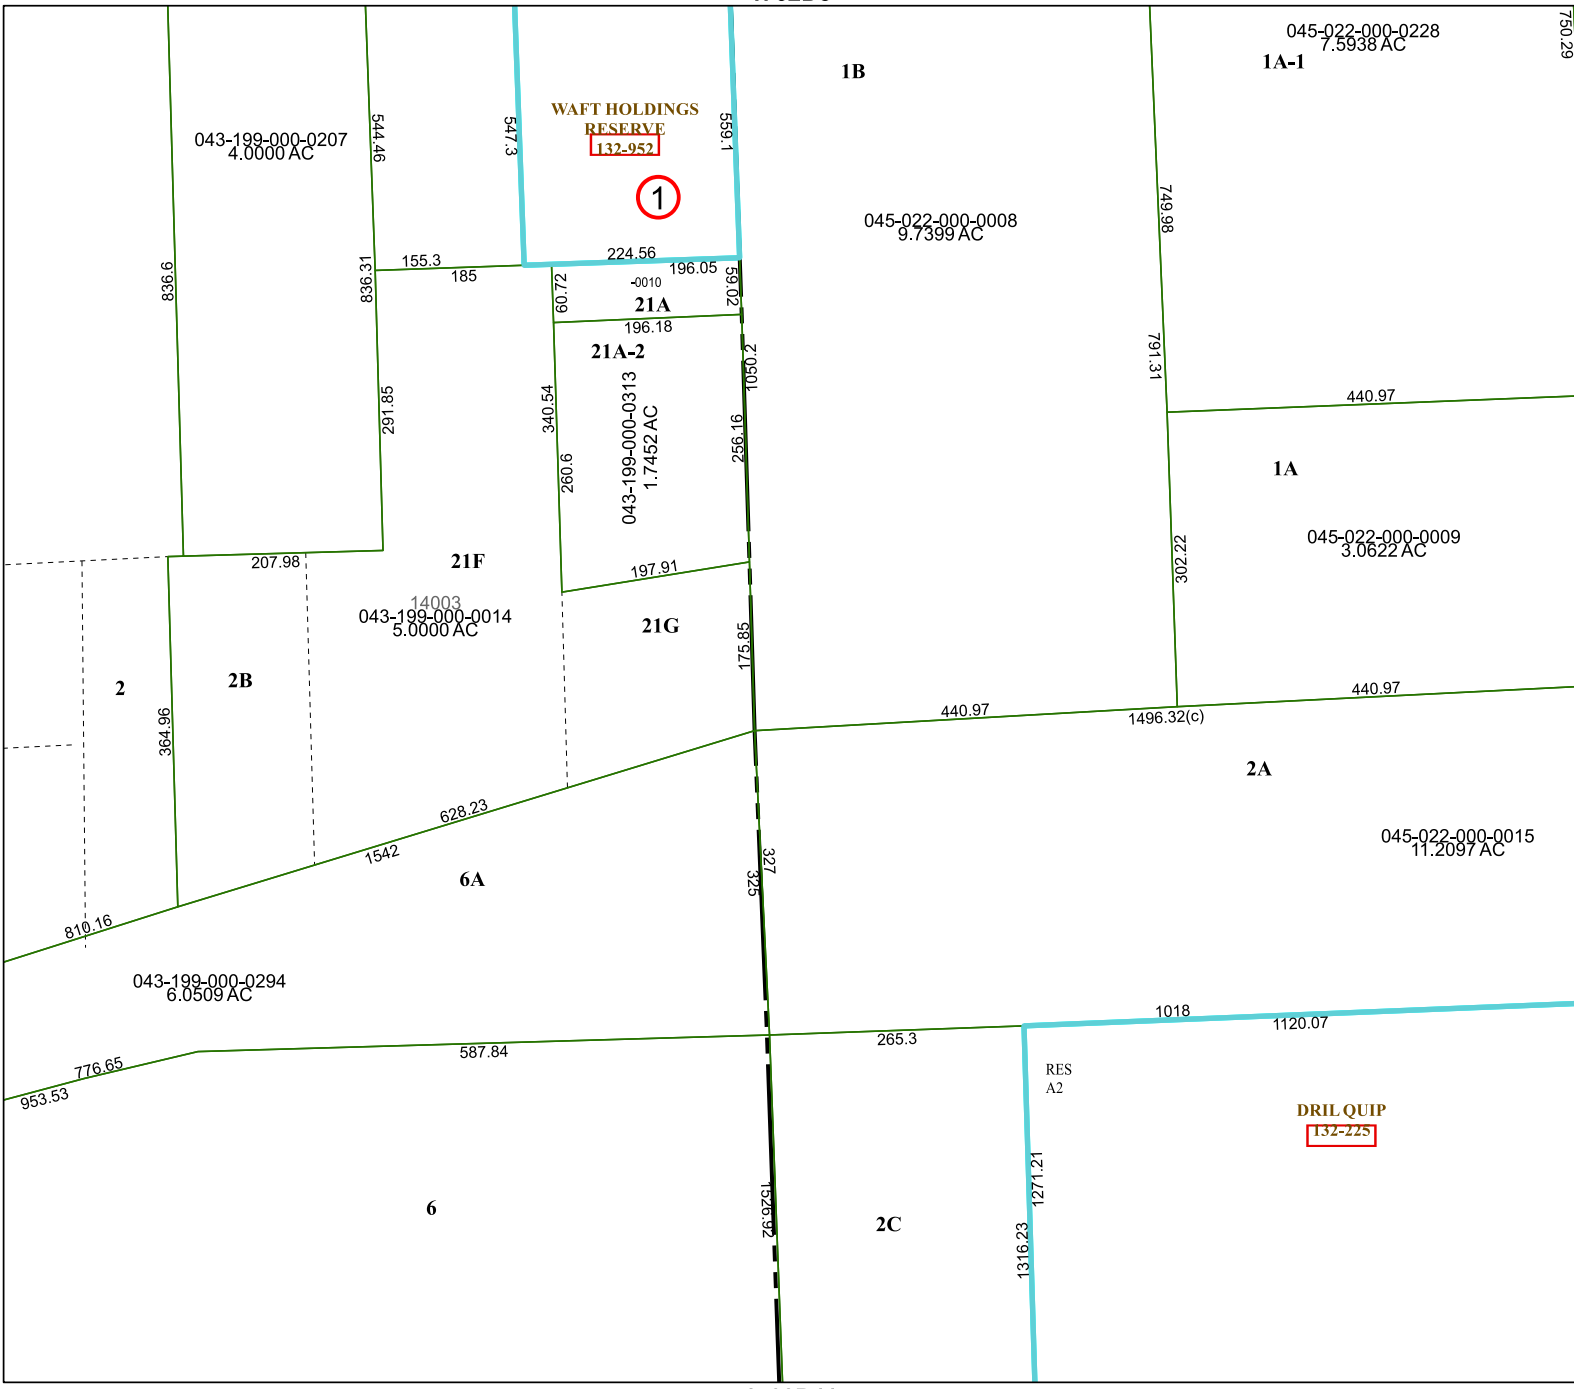 045-022-000-0228
7.5938 AC
750.29
1A-1
1B
WAFT HOLDINGS
RESERVE
132-952
1
547.3
559.1
544.46
043-199-000-0207
4.0000 AC
749.98
045-022-000-0008
9.7399 AC
836.6
836.31
155.3
185
224.56
196.05
59.02
60.72
-0010
21A
196.18
21A-2
1050.2
791.31
291.85
340.54
043-199-000-0313
1.7452 AC
256.16
260.6
440.97
1A
045-022-000-0009
3.0622 AC
302.22
207.98
21F
197.91
14003
043-199-000-0014
5.0000 AC
21G
175.85
2
2B
364.96
440.97
440.97
1496.32(c)
2A
628.23
1542
327
325
045-022-000-0015
11.2097 AC
6A
810.16
043-199-000-0294
6.0509 AC
1018
1120.07
265.3
587.84
776.65
953.53
RES
A2
DRIL QUIP
132-225
1271.21
1316.23
1526.92
6
2C